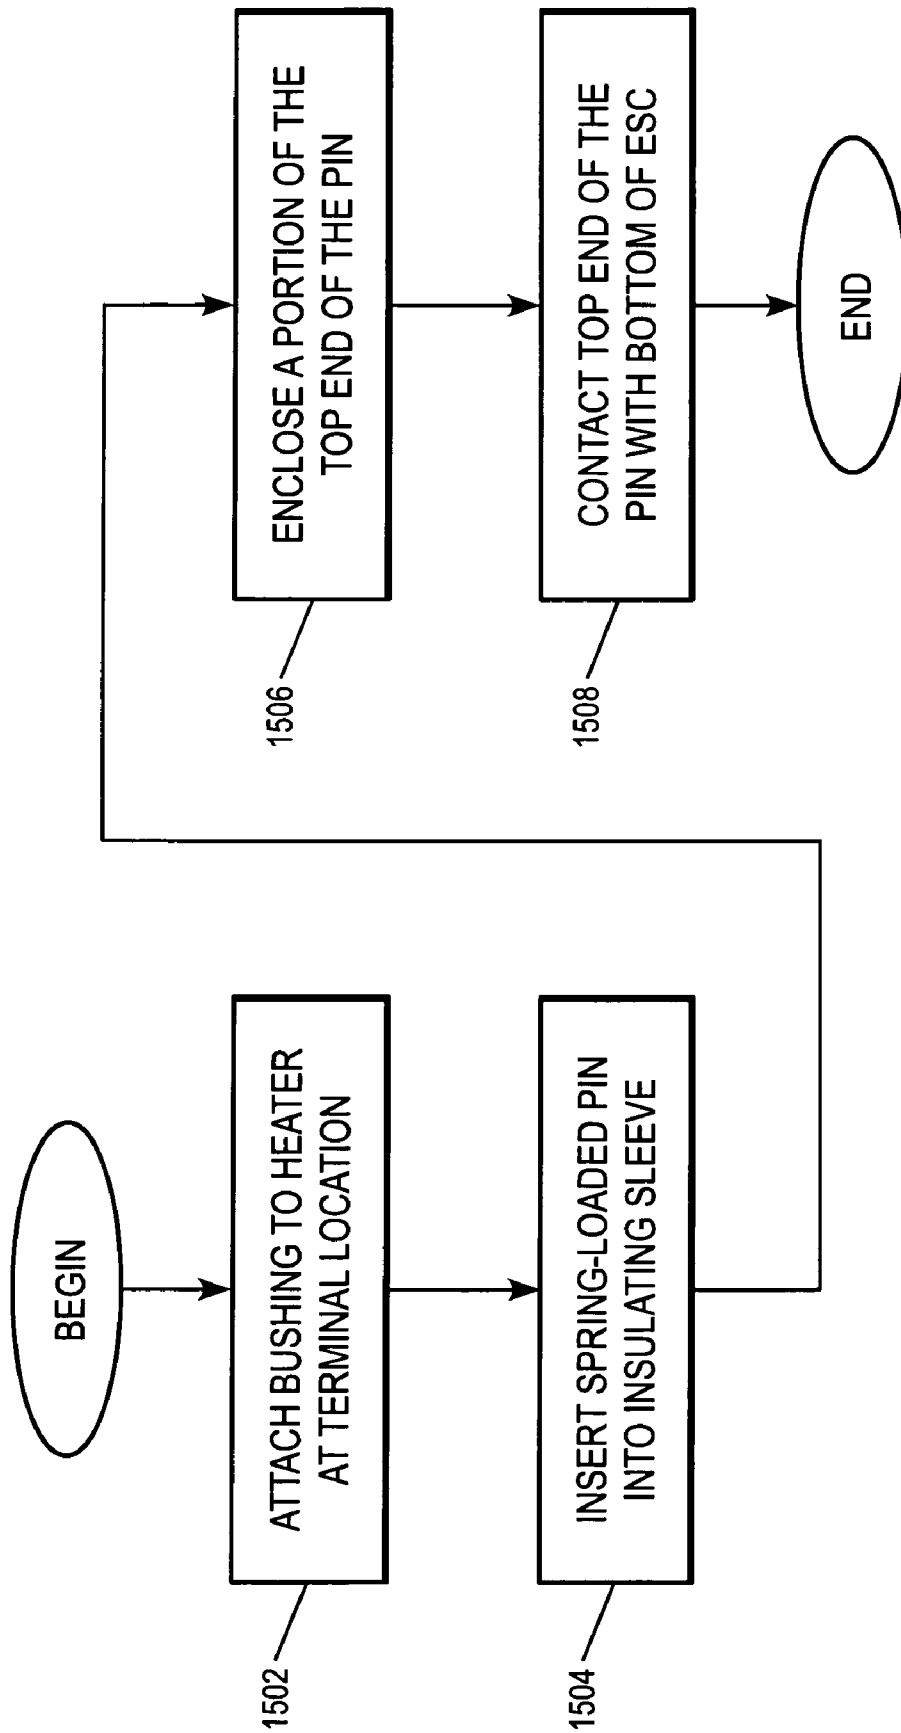 BEGIN
ATTACH BUSHING TO HEATER
AT TERMINAL LOCATION
1502
INSERT SPRING-LOADED PIN
INTO INSULATING SLEEVE
1504
ENCLOSE A PORTION OF THE
TOP END OF THE PIN
1506
CONTACT TOP END OF THE
PIN WITH BOTTOM OF ESC
1508
END